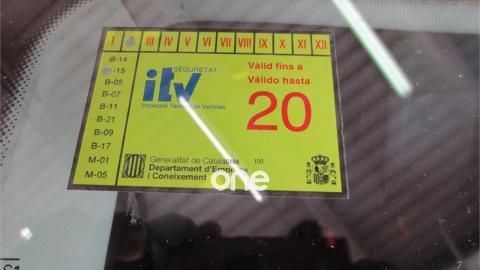 I II III IV V VI VII VIII IX X XI XII
B-14
-15
B-05
B-07
B-11
B-21
B-09
B-17
M-01
M-05
SEGURETAT
itv
Inspecció Tècnica de Vehicles
Vàlid fins a
Válido hasta
20
Generalitat de Catalunya
Departament d'Empresa
i Coneixement
100
one